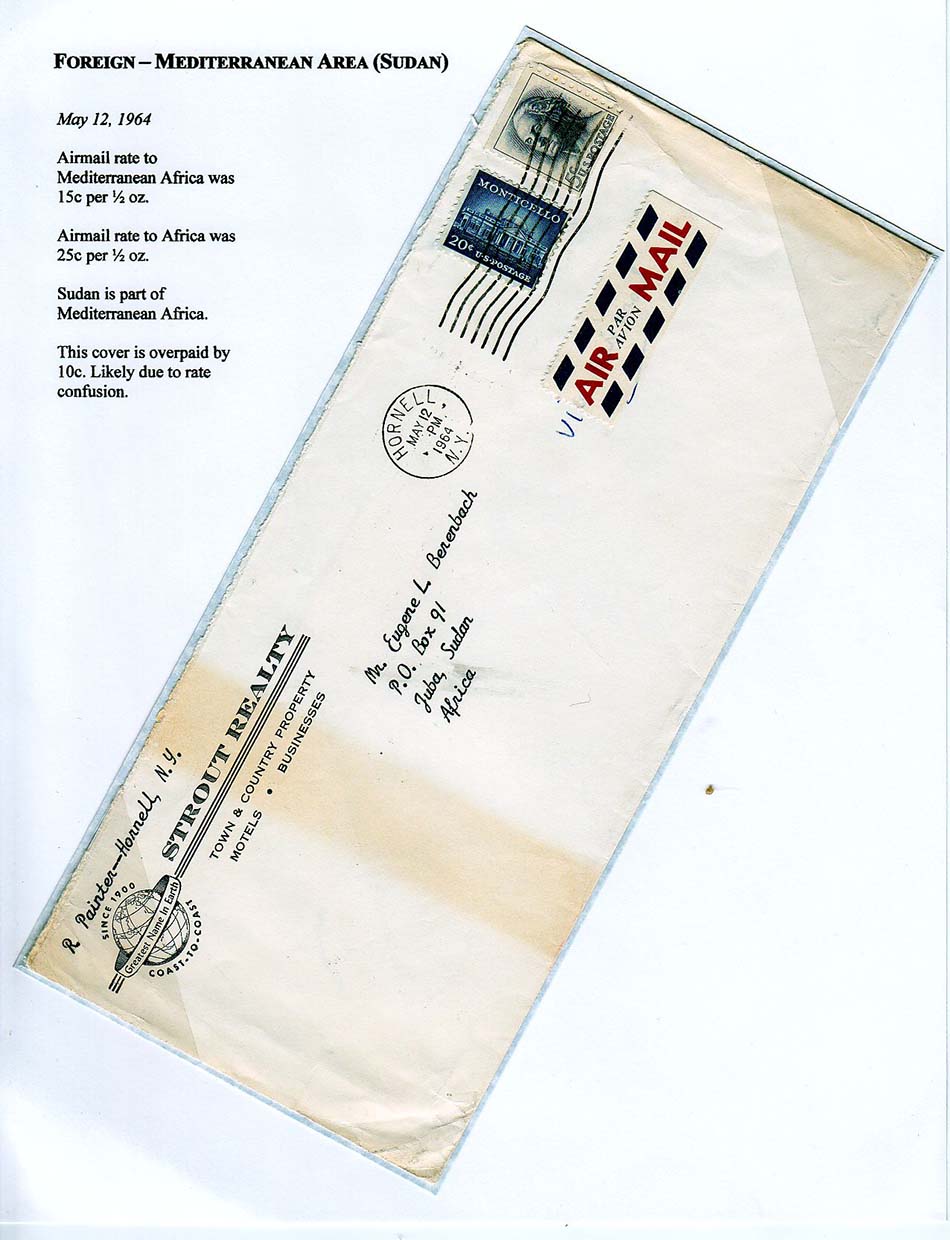 FOREIGN – MEDITERRANEAN AREA (SUDAN)
May 12, 1964
Airmail rate to
Mediterranean Africa was
15c per ½ oz.
Airmail rate to Africa was
25c per ½ oz.
Sudan is part of
Mediterranean Africa.
This cover is overpaid by
10c. Likely due to rate
confusion.
5¢ U.S. POSTAGE
MONTICELLO
20¢ U·S·POSTAGE
AIR MAIL
PAR
AVION
VI
HORNELL,
MAY 12
PM
1964
N.Y.
Mr. Eugene L. Berenbach
P.O. Box 91
Juba, Sudan
Africa
R Painter—Hornell, N.Y.
STROUT REALTY
TOWN & COUNTRY PROPERTY
MOTELS • BUSINESSES
SINCE 1900
Greatest Name In Earth
COAST-TO-COAST